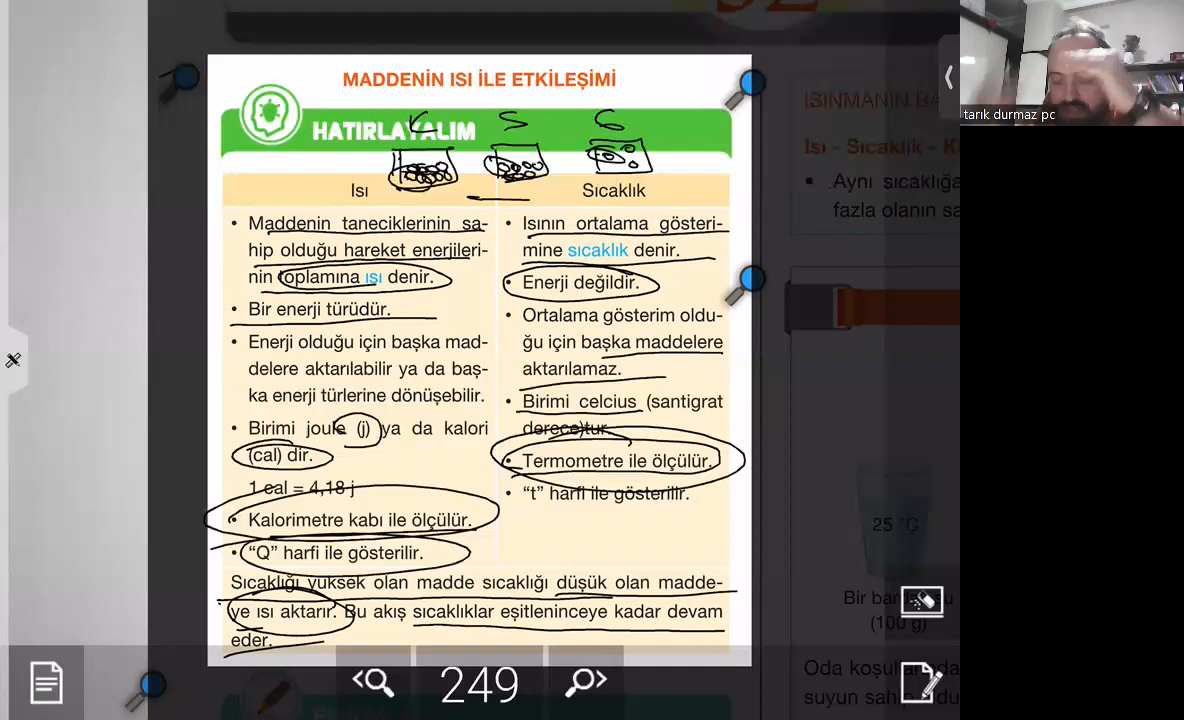 MADDENİN ISI İLE ETKİLEŞİMİ
HATIRLAYALIM
K S G
Isı
Sıcaklık
• Maddenin taneciklerinin sa-
hip olduğu hareket enerjileri-
nin toplamına ısı denir.
• Bir enerji türüdür.
• Enerji olduğu için başka mad-
delere aktarılabilir ya da baş-
ka enerji türlerine dönüşebilir.
• Birimi joule (j) ya da kalori
(cal) dir.
1 cal = 4,18 j
• Kalorimetre kabı ile ölçülür.
• “Q” harfi ile gösterilir.
• Isının ortalama gösteri-
mine sıcaklık denir.
• Enerji değildir.
• Ortalama gösterim oldu-
ğu için başka maddelere
aktarılamaz.
• Birimi celcius (santigrat
derece)tur.
• Termometre ile ölçülür.
• “t” harfi ile gösterilir.
Sıcaklığı yüksek olan madde sıcaklığı düşük olan madde-
ye ısı aktarır. Bu akış sıcaklıklar eşitleninceye kadar devam
eder.
249
tarık durmaz pc
ISINMANIN
Isı - Sıcaklık -
• Aynı sıcaklığa
fazla olanın
25 °C
Bir
(100 g)
Oda
suyun